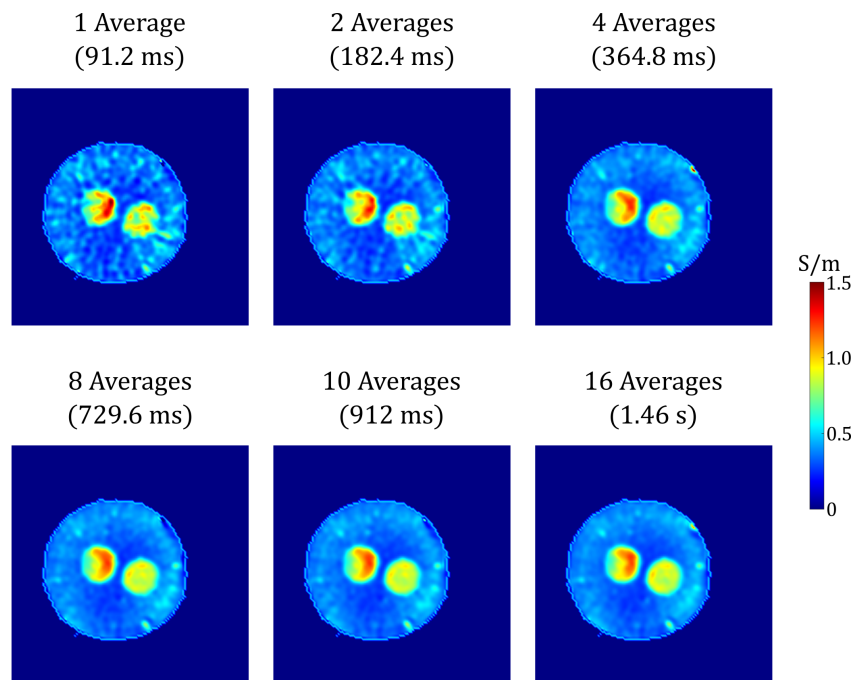 1 Average
(91.2 ms)
2 Averages
(182.4 ms)
4 Averages
(364.8 ms)
S/m
1.5
1.0
0.5
0
8 Averages
(729.6 ms)
10 Averages
(912 ms)
16 Averages
(1.46 s)